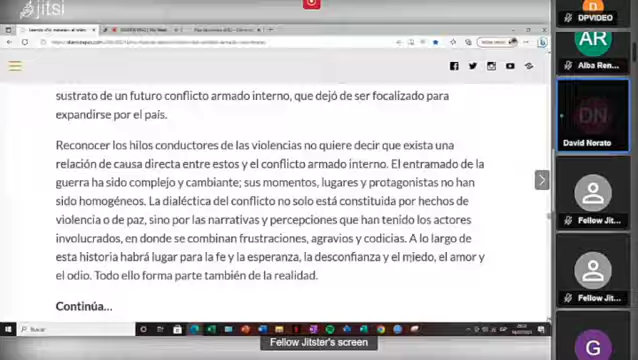 jitsi
sustrato de un futuro conflicto armado interno, que dejó de ser focalizado para
expandirse por el país.
Reconocer los hilos conductores de las violencias no quiere decir que exista una
relación de causa directa entre estos y el conflicto armado interno. El entramado de la
guerra ha sido complejo y cambiante; sus momentos, lugares y protagonistas no han
sido homogéneos. La dialéctica del conflicto no solo está constituida por hechos de
violencia o de paz, sino por las narrativas y percepciones que han tenido los actores
involucrados, en donde se combinan frustraciones, agravios y codicias. A lo largo de
esta historia habrá lugar para la fe y la esperanza, la desconfianza y el miedo, el amor y
el odio. Todo ello forma parte también de la realidad.
Continúa...
Buscar
Fellow Jitster's screen
D
DPVIDEO
AR
Alba Ren...
DN
David Norato
Fellow Jit...
Fellow Jit...
G